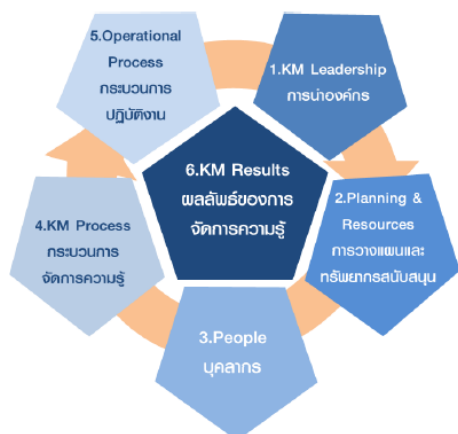 1.KM Leadership
การนำองค์กร
2.Planning &
Resources
การวางแผนและ
ทรัพยากรสนับสนุน
3.People
บุคลากร
4.KM Process
กระบวนการ
จัดการความรู้
5.Operational
Process
กระบวนการ
ปฏิบัติงาน
6.KM Results
ผลลัพธ์ของการ
จัดการความรู้